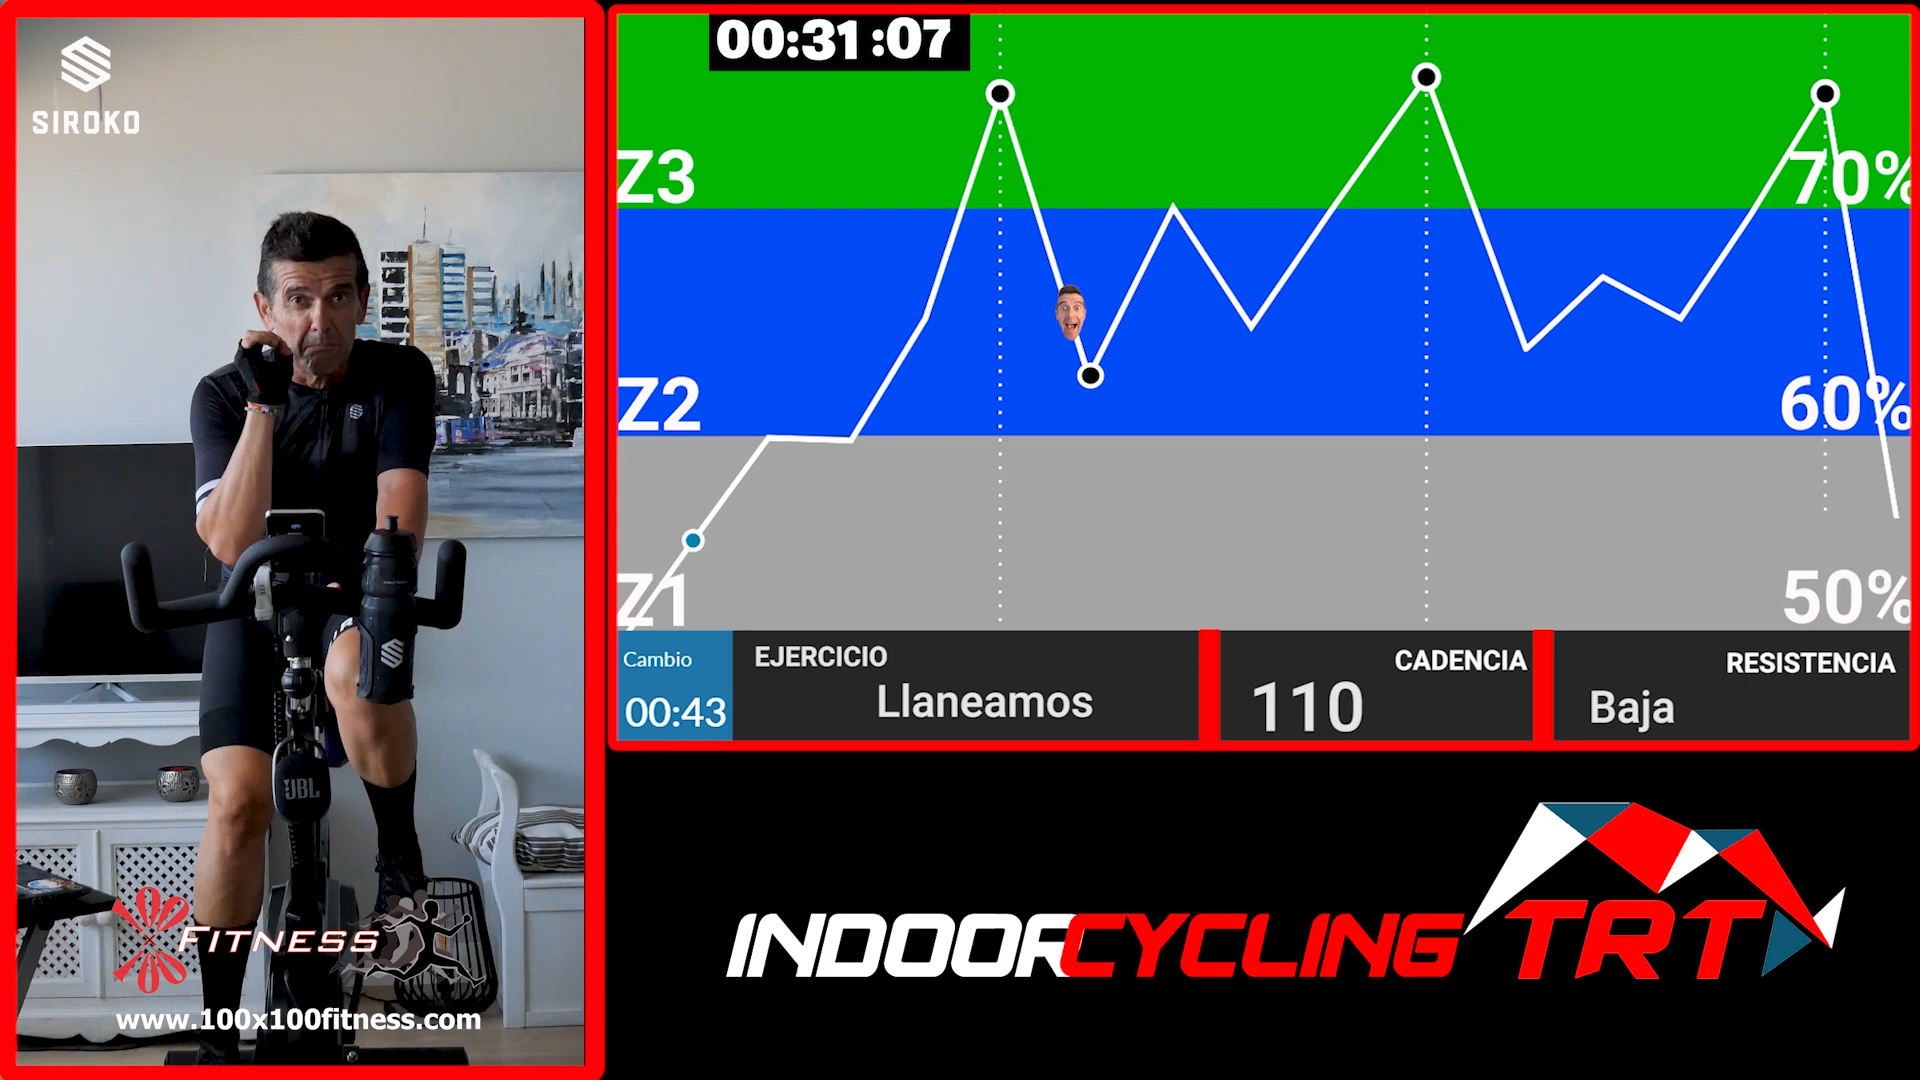 SIROKO
JBL
FITNESS
www.100x100fitness.com
00:31:07
Z3
70%
Z2
60%
Z1
50%
Cambio
00:43
EJERCICIO
Llaneamos
CADENCIA
110
RESISTENCIA
Baja
INDOORCYCLING TRT